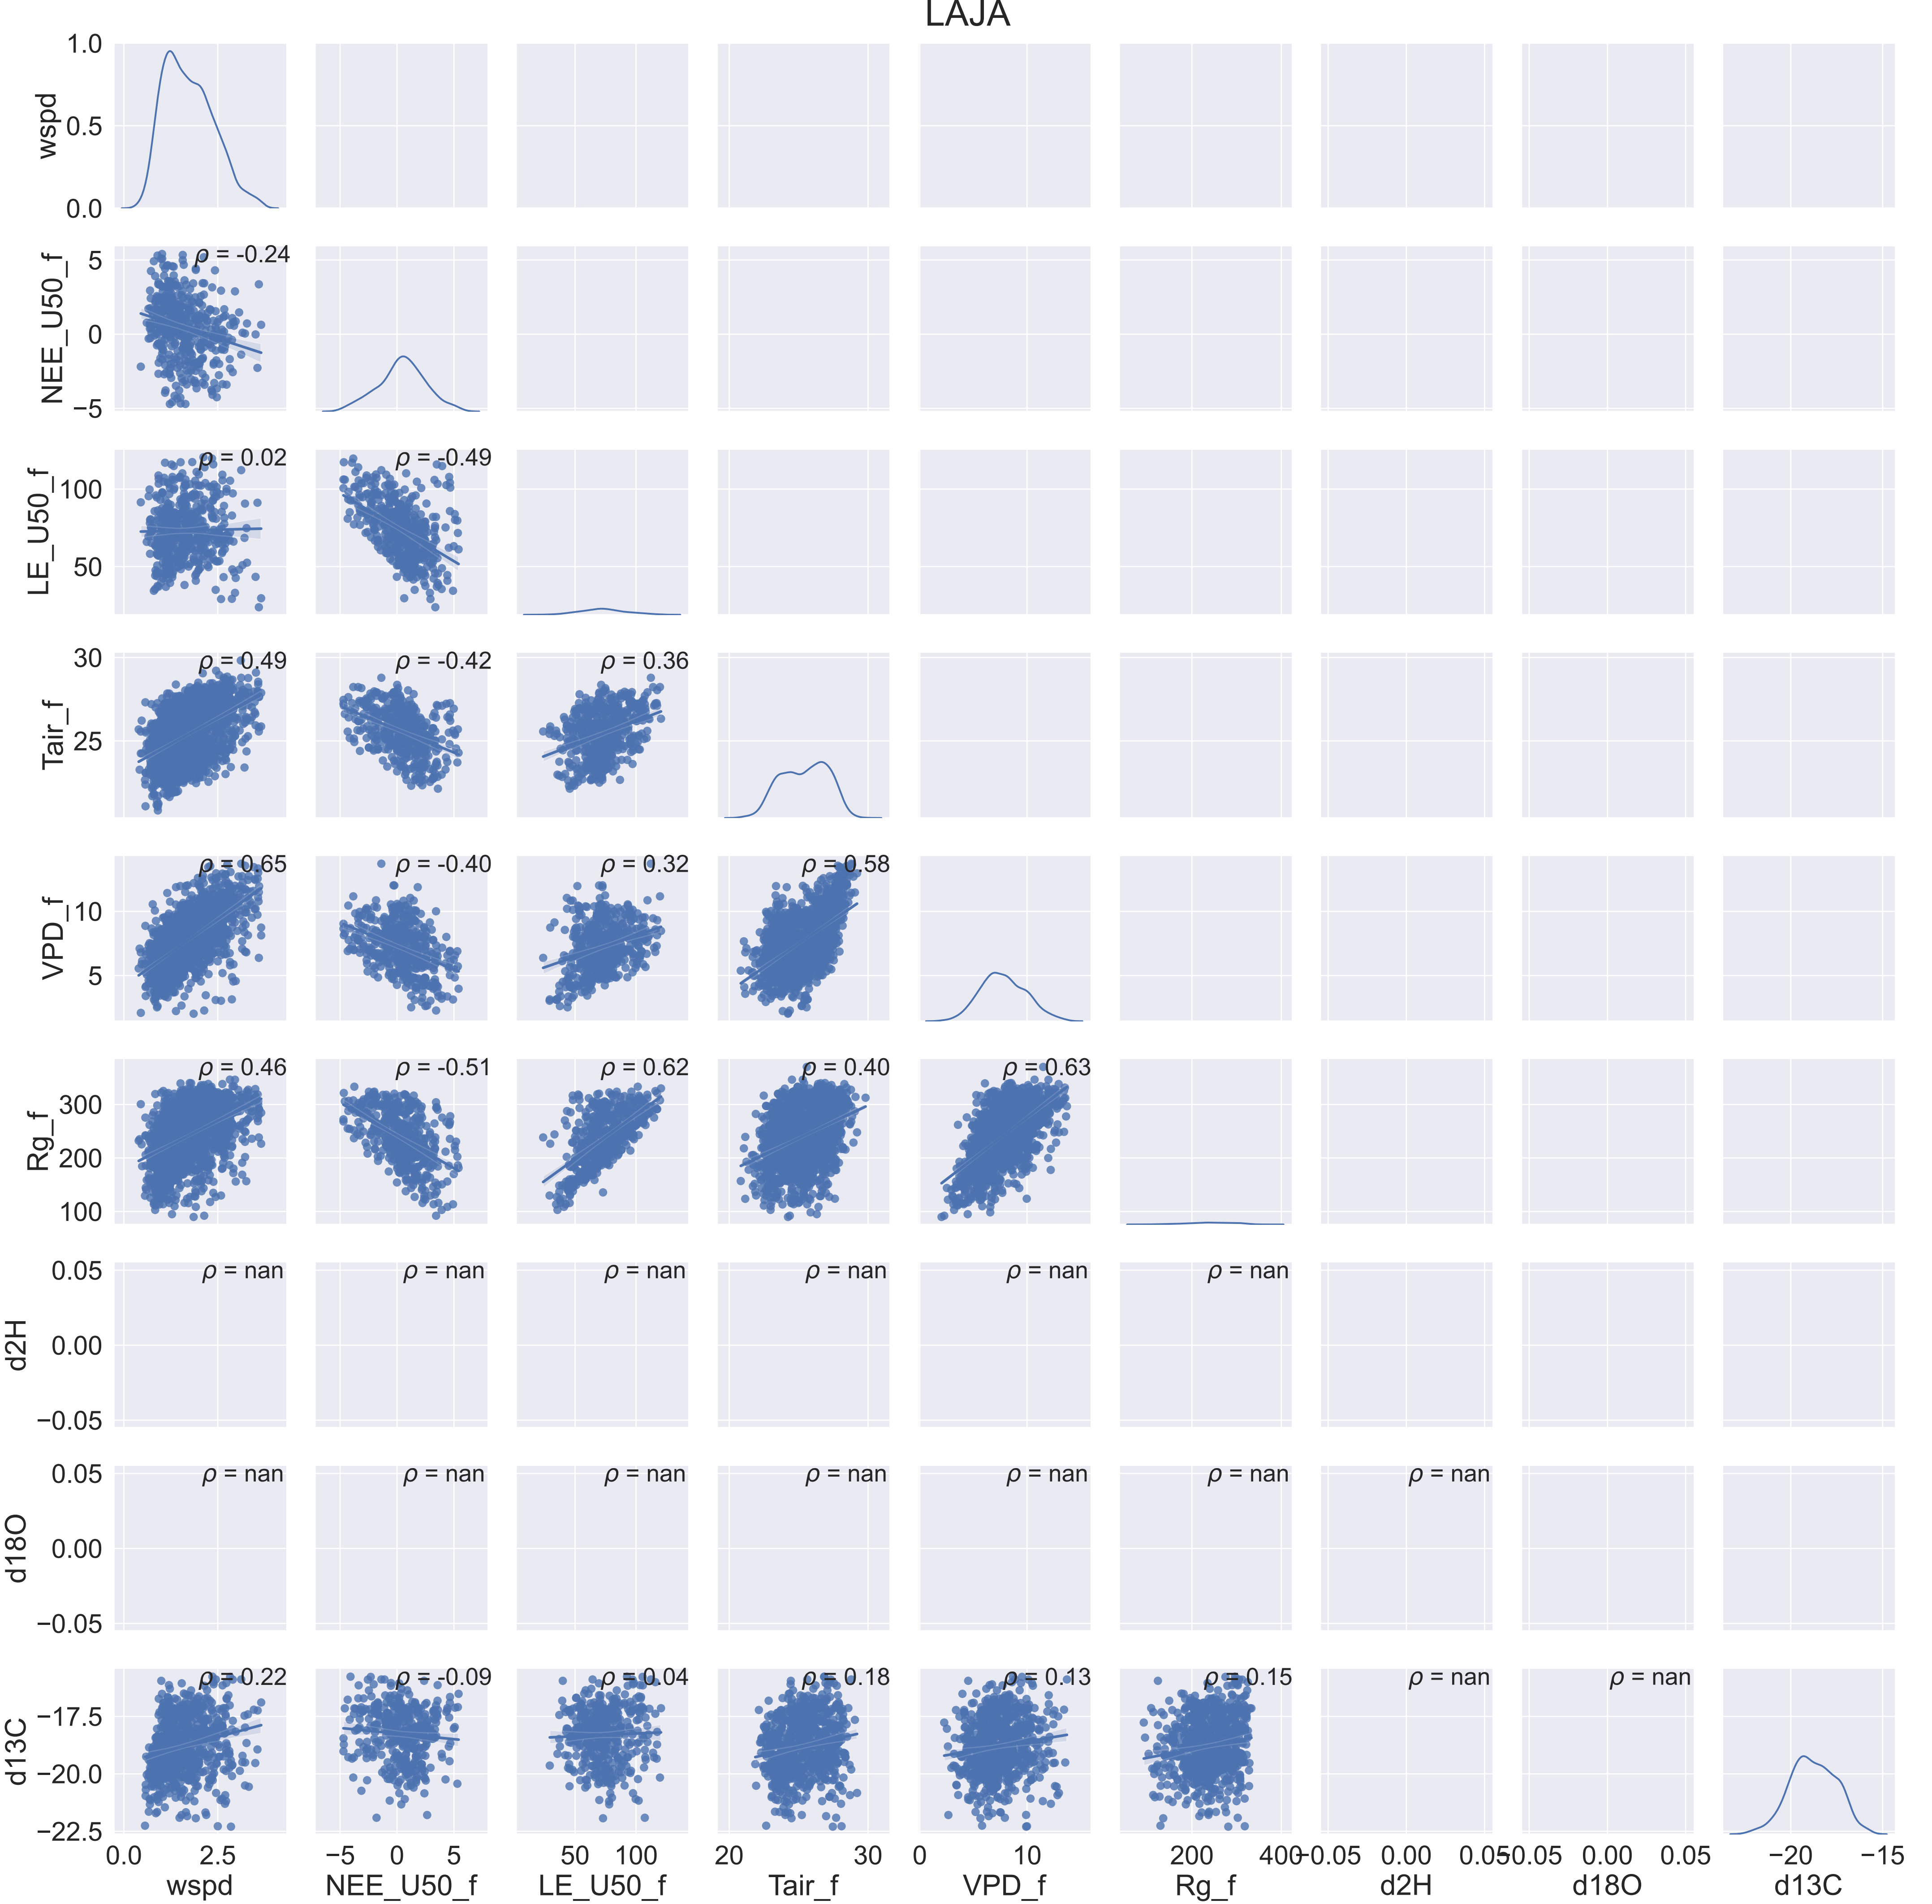 LAJA
1.0
0.5
0.0
wspd
5
0
−5
NEE_U50_f
ρ = -0.24
100
50
LE_U50_f
ρ = 0.02
ρ = -0.49
30
25
Tair_f
ρ = 0.49
ρ = -0.42
ρ = 0.36
10
5
VPD_f
ρ = 0.65
ρ = -0.40
ρ = 0.32
ρ = 0.58
300
200
100
Rg_f
ρ = 0.46
ρ = -0.51
ρ = 0.62
ρ = 0.40
ρ = 0.63
0.05
0.00
−0.05
d2H
ρ = nan
ρ = nan
ρ = nan
ρ = nan
ρ = nan
ρ = nan
0.05
0.00
−0.05
d18O
ρ = nan
ρ = nan
ρ = nan
ρ = nan
ρ = nan
ρ = nan
ρ = nan
−17.5
−20.0
−22.5
d13C
ρ = 0.22
ρ = -0.09
ρ = 0.04
ρ = 0.18
ρ = 0.13
ρ = 0.15
ρ = nan
ρ = nan
0.0 2.5
−5 0 5
50 100
20 30
0 10
200 400
−0.05 0.00 0.05
−0.05 0.00 0.05
−20 −15
wspd
NEE_U50_f
LE_U50_f
Tair_f
VPD_f
Rg_f
d2H
d18O
d13C